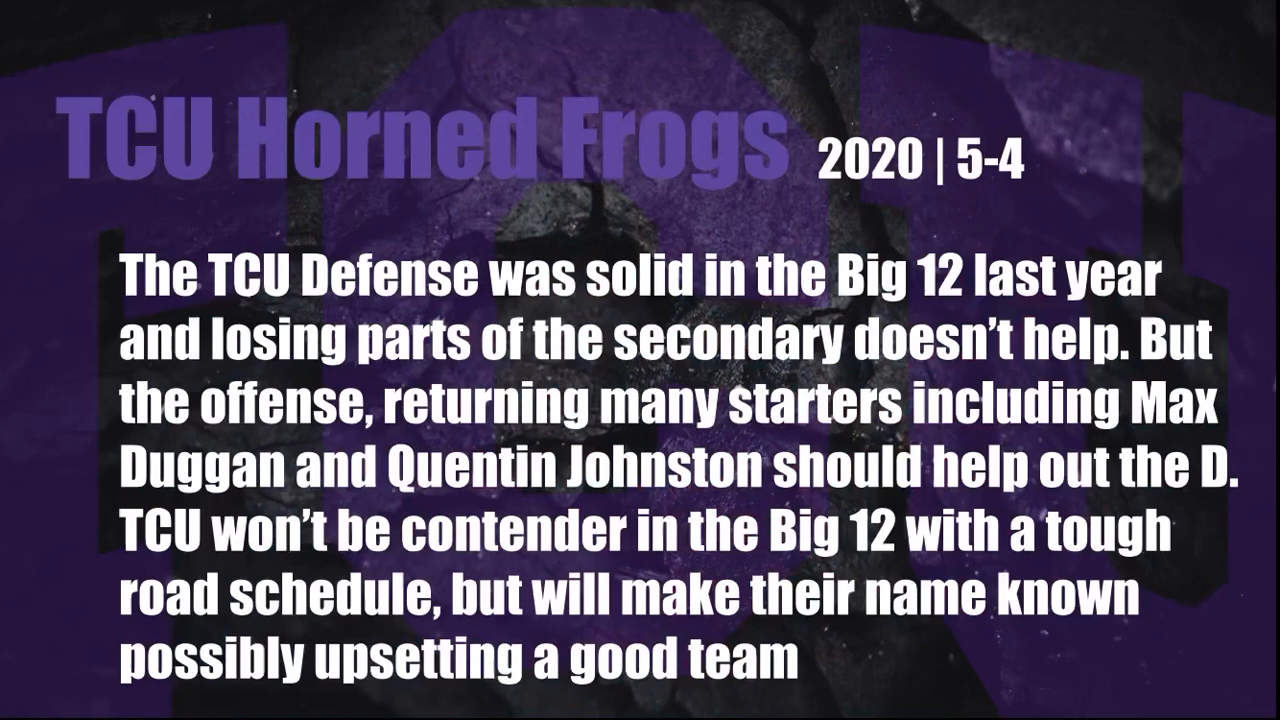 TCU Horned Frogs 2020 | 5-4
The TCU Defense was solid in the Big 12 last year
and losing parts of the secondary doesn’t help. But
the offense, returning many starters including Max
Duggan and Quentin Johnston should help out the D.
TCU won’t be contender in the Big 12 with a tough
road schedule, but will make their name known
possibly upsetting a good team